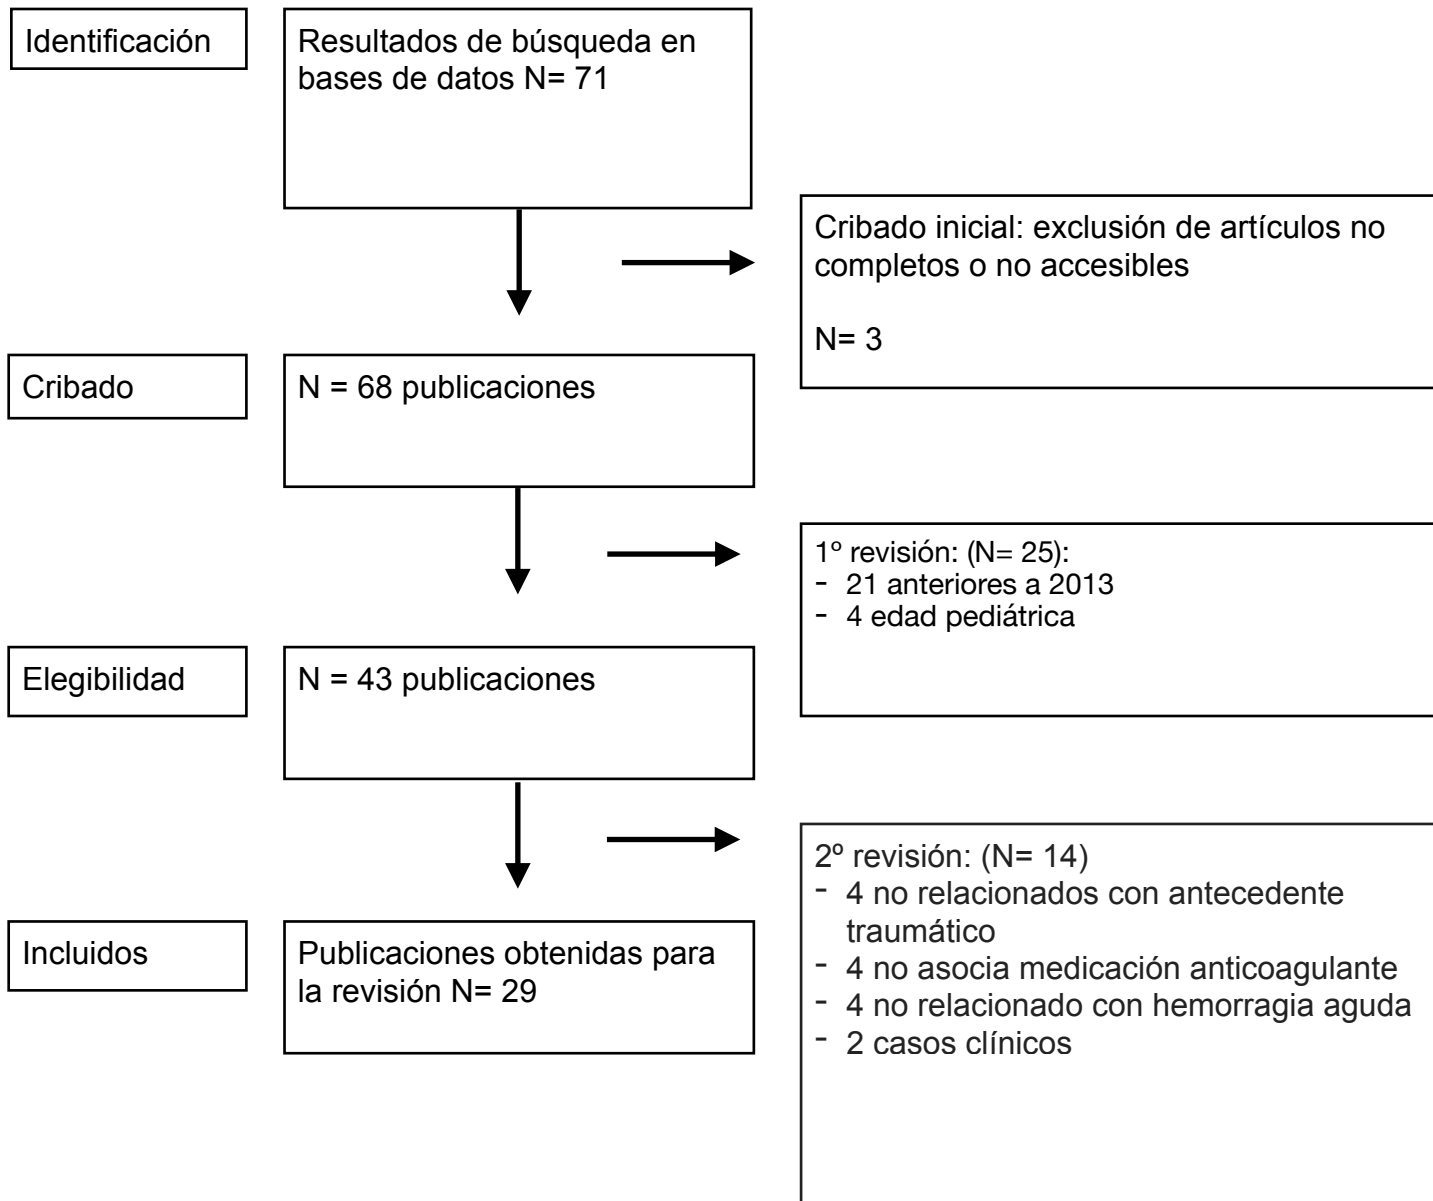 Identificación
Resultados de búsqueda en
bases de datos N= 71
Cribado inicial: exclusión de artículos no
completos o no accesibles
N= 3
Cribado
N = 68 publicaciones
1º revisión: (N= 25):
- 21 anteriores a 2013
- 4 edad pediátrica
Elegibilidad
N = 43 publicaciones
2º revisión: (N= 14)
- 4 no relacionados con antecedente
traumático
- 4 no asocia medicación anticoagulante
- 4 no relacionado con hemorragia aguda
- 2 casos clínicos
Incluidos
Publicaciones obtenidas para
la revisión N= 29